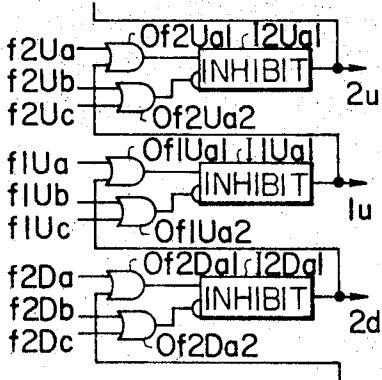 Of2Ua1 I2Ua1
f2Ua
INHIBIT
f2Ub
2u
f2Uc
Of2Ua2
Of1Ua1 I1Ua1
f1Ua
INHIBIT
f1Ub
1u
f1Uc
Of1Ua2
Of2Da1 I2Da1
f2Da
INHIBIT
f2Db
2d
f2Dc
Of2Da2